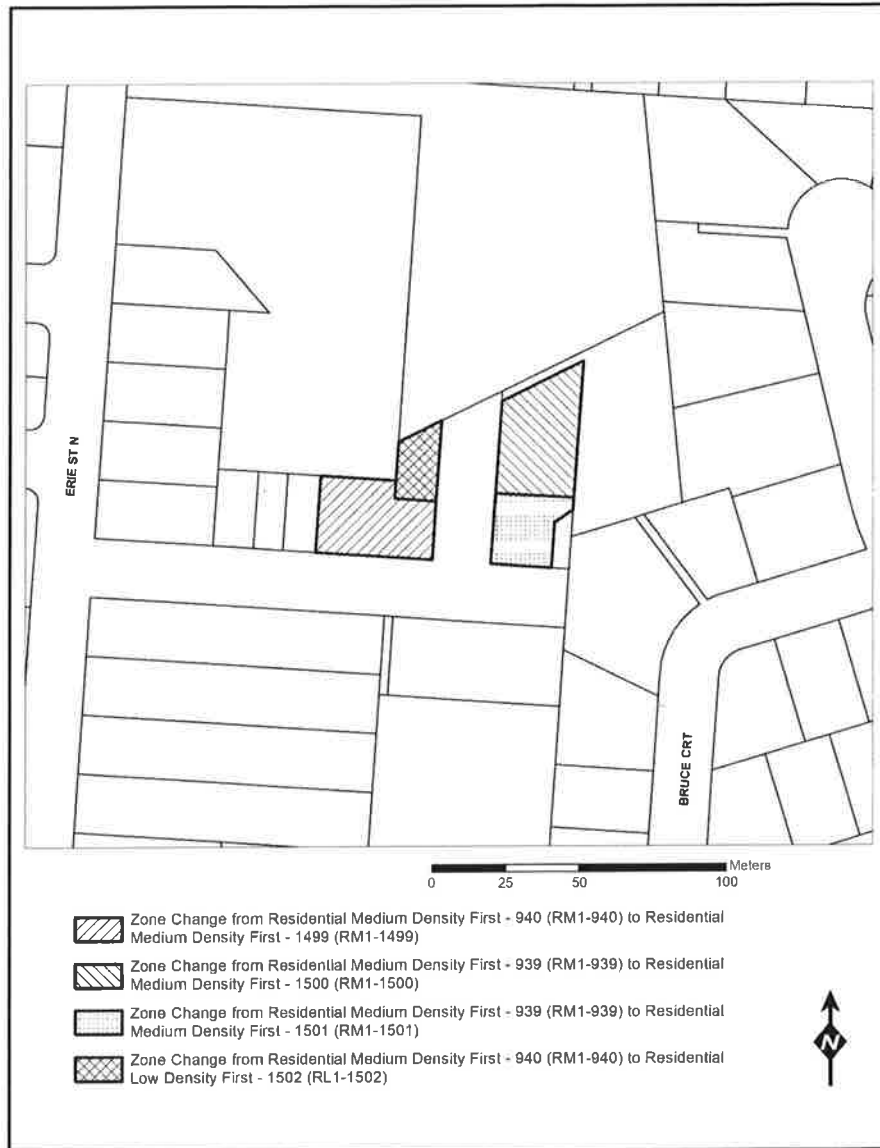 ERIE ST N
BRUCE CRT
Meters
0 25 50 100
Zone Change from Residential Medium Density First - 940 (RM1-940) to Residential
Medium Density First - 1499 (RM1-1499)
Zone Change from Residential Medium Density First - 939 (RM1-939) to Residential
Medium Density First - 1500 (RM1-1500)
Zone Change from Residential Medium Density First - 939 (RM1-939) to Residential
Medium Density First - 1501 (RM1-1501)
Zone Change from Residential Medium Density First - 940 (RM1-940) to Residential
Low Density First - 1502 (RL1-1502)
N